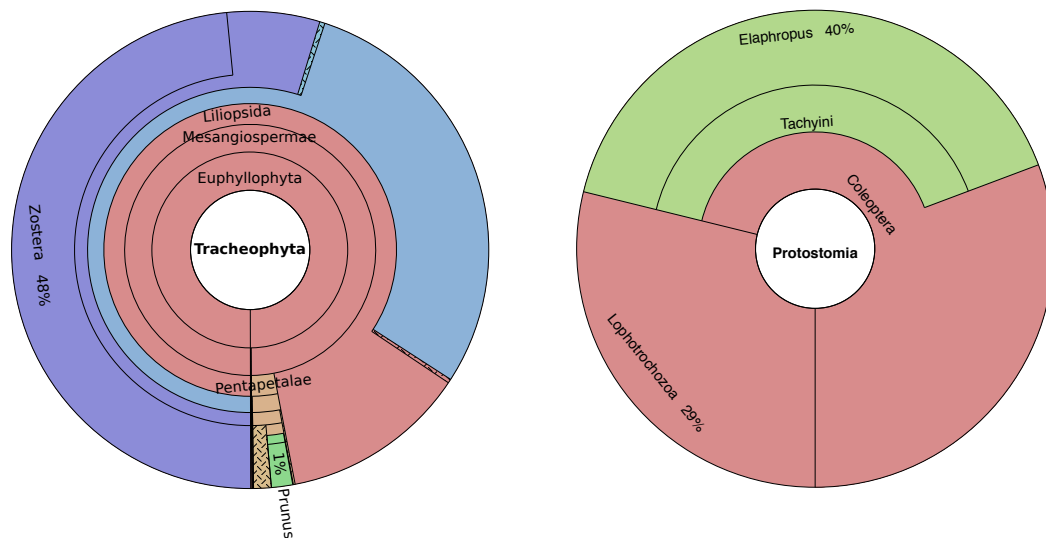 Liliopsida
Mesangiospermae
Euphyllophyta
Tracheophyta
Zostera 48%
Pentapetalae
1%
Prunus
Elaphropus 40%
Tachyini
Coleoptera
Protostomia
Lophotrochozoa 29%